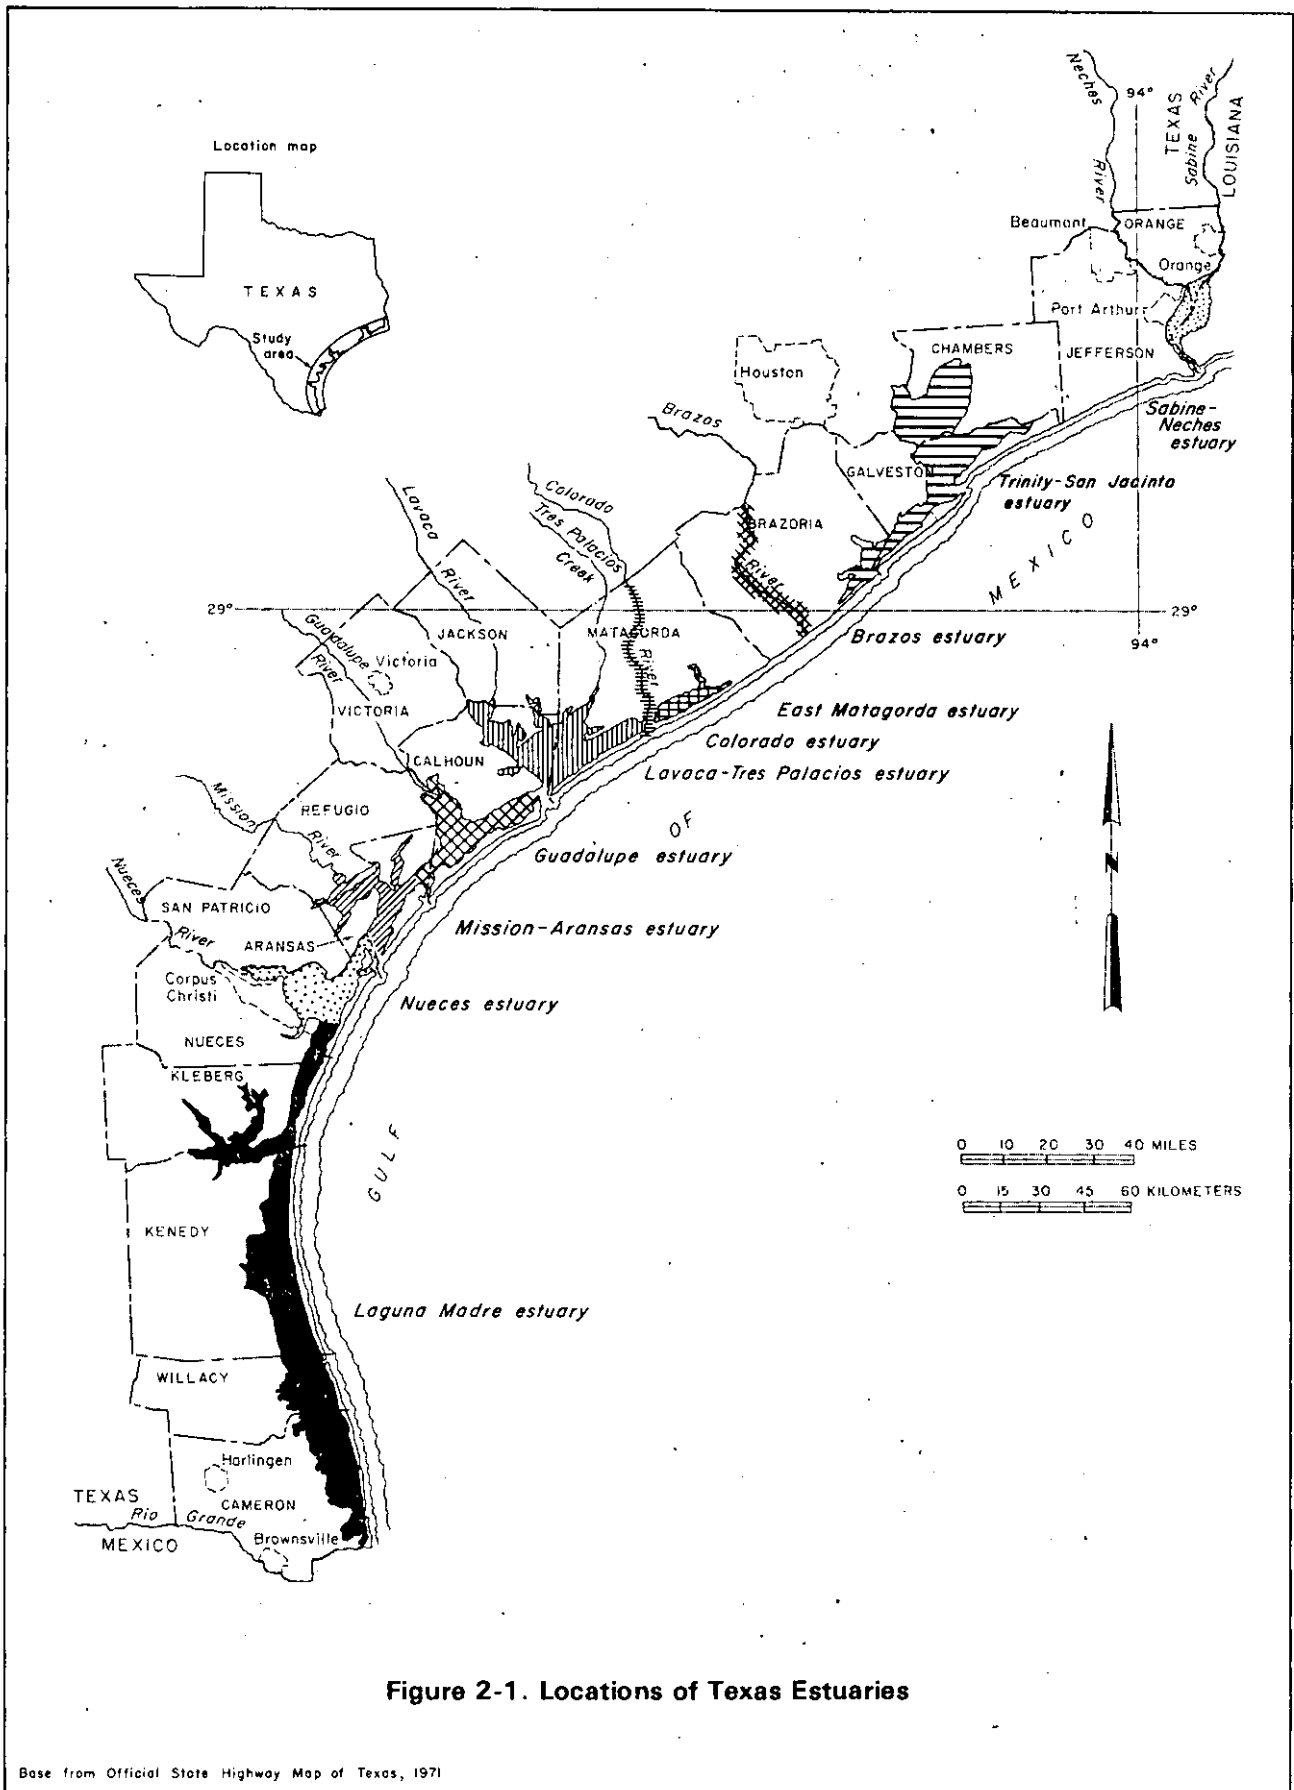 Location map
TEXAS
Study
area
Neches
River
94°
TEXAS
Sabine River
LOUISIANA
Beaumont
ORANGE
Orange
Port Arthur
CHAMBERS
JEFFERSON
Houston
Sabine-
Neches
estuary
Brazos
River
GALVESTON
Trinity-San Jacinto
estuary
BRAZORIA
Lavaca
River
Colorado
River
Tres Palacios
Creek
GULF
OF
MEXICO
29°
29°
94°
Guadalupe
River
JACKSON
MATAGORDA
Brazos estuary
Victoria
VICTORIA
East Matagorda estuary
Colorado estuary
CALHOUN
Lavaca-Tres Palacios estuary
Mission
River
REFUGIO
Guadalupe estuary
Nueces
River
SAN PATRICIO
ARANSAS
Mission-Aransas estuary
Corpus
Christi
Nueces estuary
N
NUECES
KLEBERG
0 10 20 30 40 MILES
0 15 30 45 60 KILOMETERS
KENEDY
Laguna Madre estuary
WILLACY
Harlingen
TEXAS
CAMERON
Rio Grande
MEXICO
Brownsville
Figure 2-1. Locations of Texas Estuaries
Base from Official State Highway Map of Texas, 1971